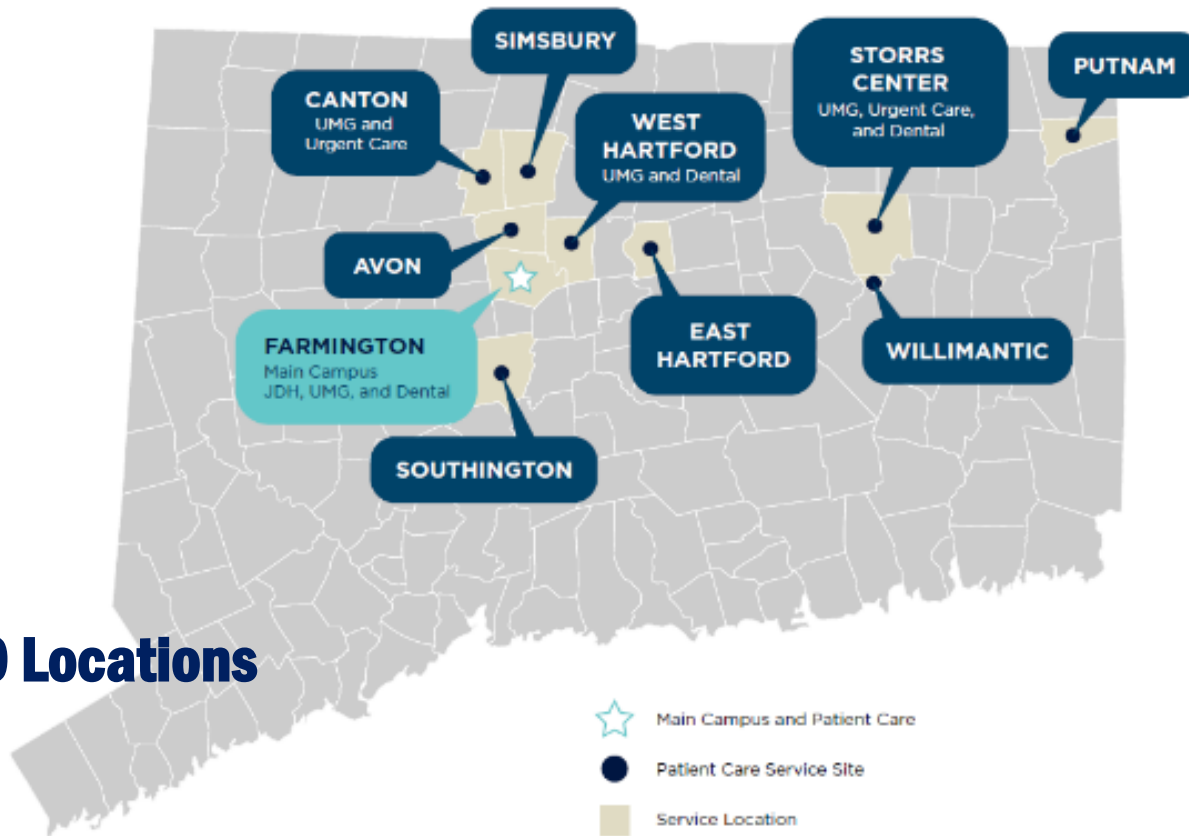 SIMSBURY
STORRS
CENTER
UMG, Urgent Care,
and Dental
PUTNAM
CANTON
UMG and
Urgent Care
WEST
HARTFORD
UMG and Dental
AVON
FARMINGTON
Main Campus
JDH, UMG, and Dental
EAST
HARTFORD
WILLIMANTIC
SOUTHINGTON
Locations
Main Campus and Patient Care
Patient Care Service Site
Service Location